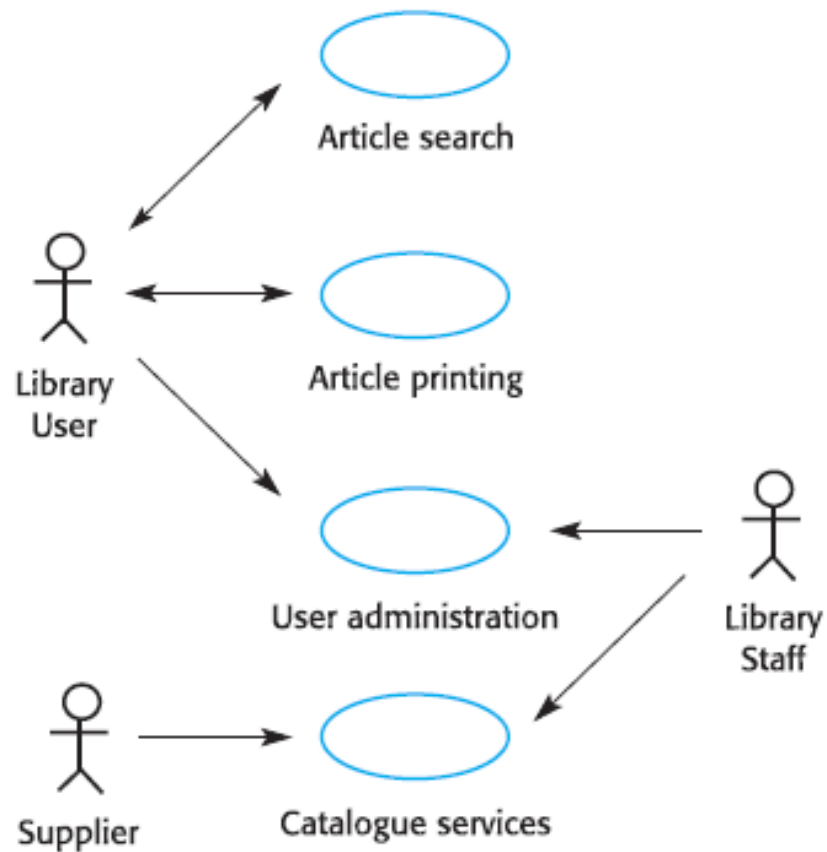 Article search
Library
User
Article printing
User administration
Library
Staff
Supplier
Catalogue services